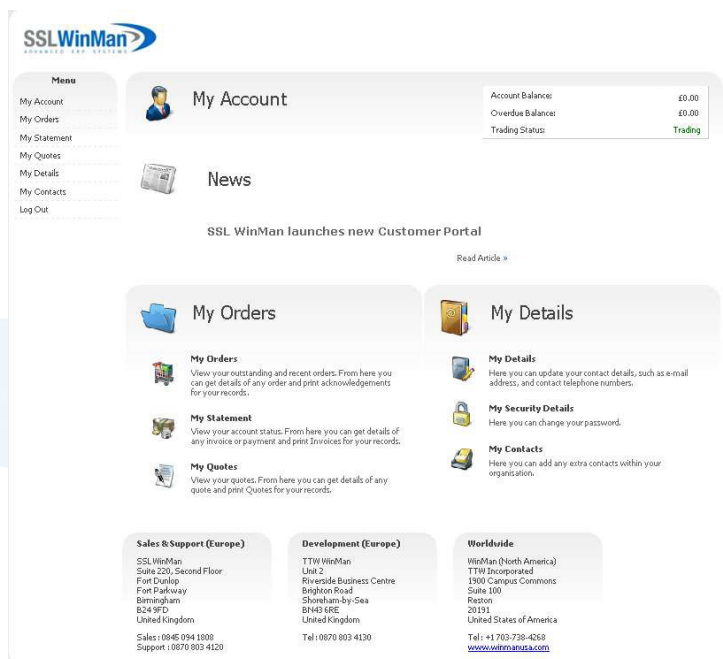 SSLWinMan
ADVANCED ERP SYSTEMS
Menu
My Account
My Orders
My Statement
My Quotes
My Details
My Contacts
Log Out
My Account
Account Balance: £0.00
Overdue Balance: £0.00
Trading Status: Trading
News
SSL WinMan launches new Customer Portal
Read Article »
My Orders
My Orders
View your outstanding and recent orders. From here you
can get details of any order and print acknowledgements
for your records.
My Statement
View your account status. From here you can get details of
any invoice or payment and print Invoices for your records.
My Quotes
View your quotes. From here you can get details of any
quote and print Quotes for your records.
My Details
My Details
Here you can update your contact details, such as e-mail
address, and contact telephone numbers.
My Security Details
Here you can change your password.
My Contacts
Here you can add any extra contacts within your
organisation.
Sales & Support (Europe)
SSL WinMan
Suite 220, Second Floor
Fort Dunlop
Fort Parkway
Birmingham
B24 9FD
United Kingdom
Sales : 0845 094 1808
Support : 0870 803 4120
Development (Europe)
TTW WinMan
Unit 2
Riverside Business Centre
Brighton Road
Shoreham-by-Sea
BN43 6RE
United Kingdom
Tel : 0870 803 4130
Worldwide
WinMan (North America)
TTW Incorporated
1900 Campus Commons
Suite 100
Reston
20191
United States of America
Tel : +1 703-738-4268
www.winmanusa.com